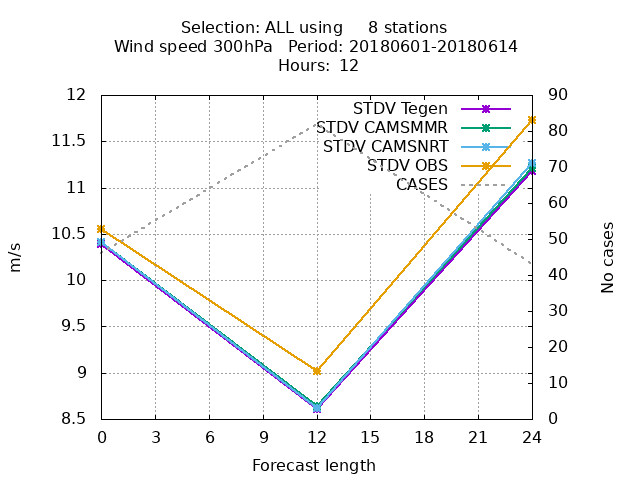 Selection: ALL using     8 stations
Wind speed 300hPa   Period: 20180601-20180614
Hours:  12
STDV Tegen
STDV CAMSMMR
STDV CAMSNRT
STDV OBS
CASES
12
11.5
11
10.5
10
9.5
9
8.5
m/s
90
80
70
60
50
40
30
20
10
0
No cases
0 3 6 9 12 15 18 21 24
Forecast length